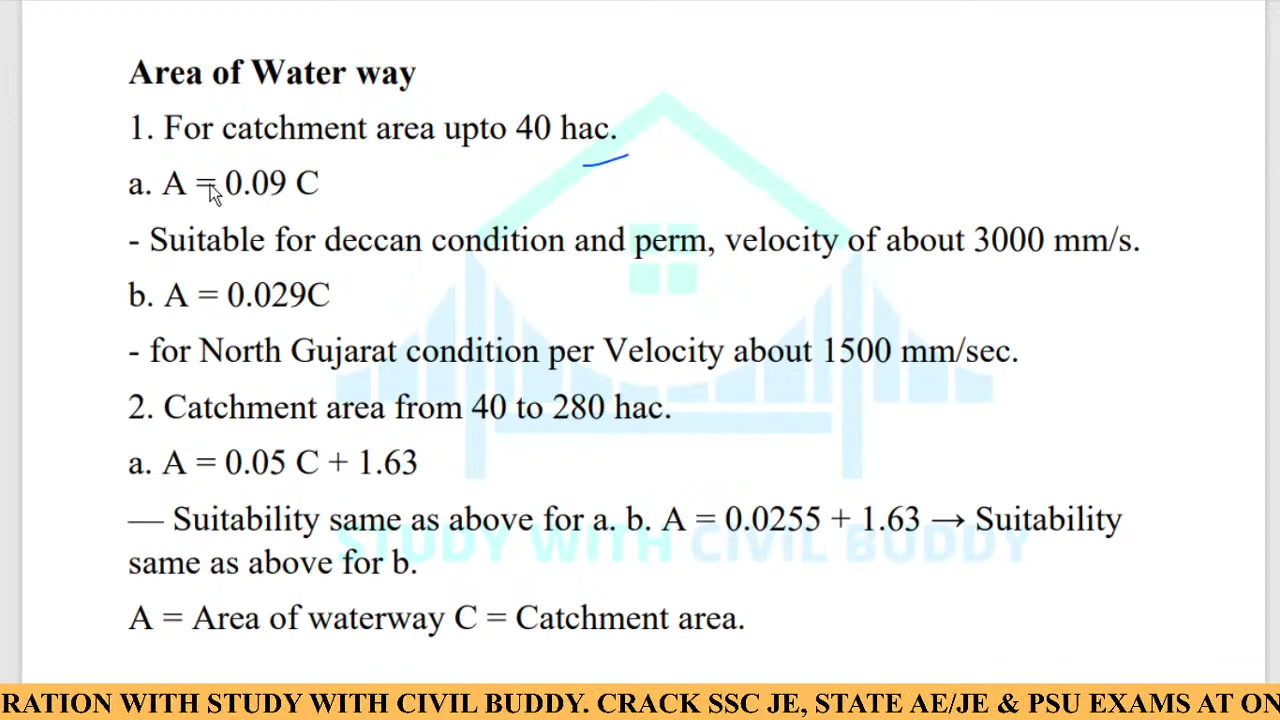 Area of Water way
1. For catchment area upto 40 hac.
a. A = 0.09 C
- Suitable for deccan condition and perm, velocity of about 3000 mm/s.
b. A = 0.029C
- for North Gujarat condition per Velocity about 1500 mm/sec.
2. Catchment area from 40 to 280 hac.
a. A = 0.05 C + 1.63
— Suitability same as above for a. b. A = 0.0255 + 1.63 → Suitability
same as above for b.
STUDY WITH CIVIL BUDDY
A = Area of waterway C = Catchment area.
RATION WITH STUDY WITH CIVIL BUDDY. CRACK SSC JE, STATE AE/JE & PSU EXAMS AT ON